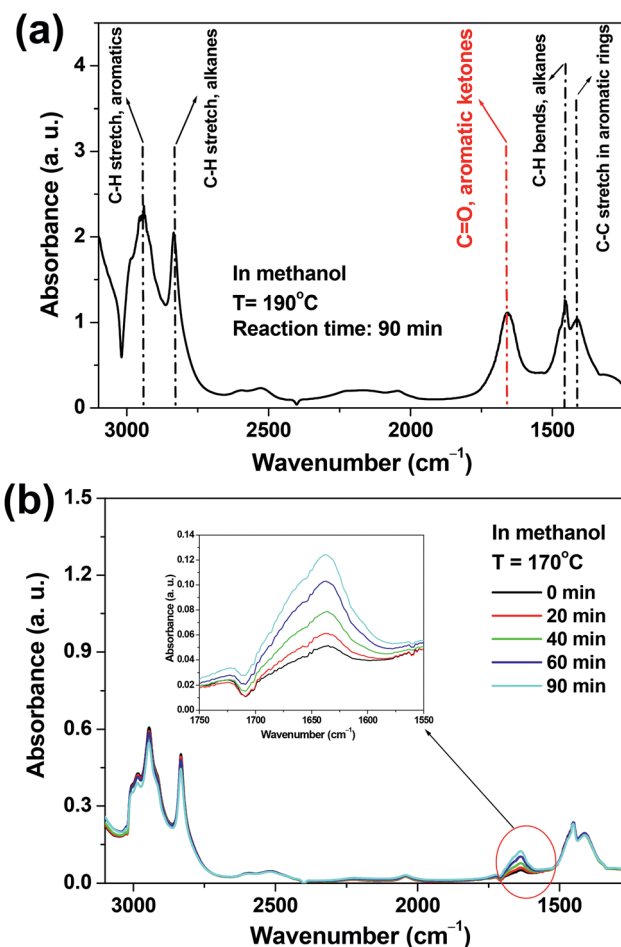 (a)
C-H stretch, aromatics
C-H stretch, alkanes
C=O, aromatic ketones
C-H bends, alkanes
C-C stretch in aromatic rings
4
3
2
1
0
Absorbance (a. u.)
In methanol
T= 190°C
Reaction time: 90 min
3000 2500 2000 1500
Wavenumber (cm⁻¹)
(b)
1.5
1.2
0.9
0.6
0.3
0.0
Absorbance (a. u.)
0.14
0.12
0.10
0.08
0.06
0.04
0.02
0.00
Absorbance (a. u.)
1750 1700 1650 1600 1550
Wavenumber (cm⁻¹)
In methanol
T = 170°C
0 min
20 min
40 min
60 min
90 min
3000 2500 2000 1500
Wavenumber (cm⁻¹)